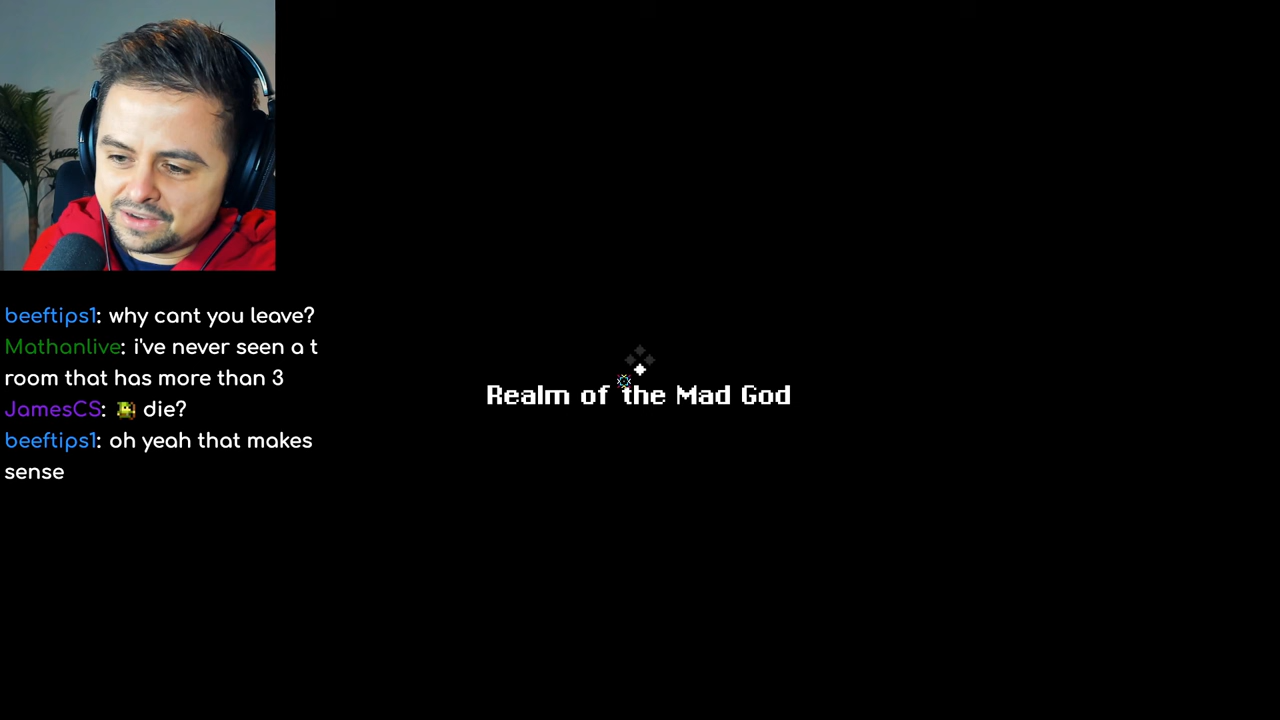 beeftips1: why cant you leave?
Mathanlive: i've never seen a t
room that has more than 3
JamesCS: die?
beeftips1: oh yeah that makes
sense
Realm of the Mad God